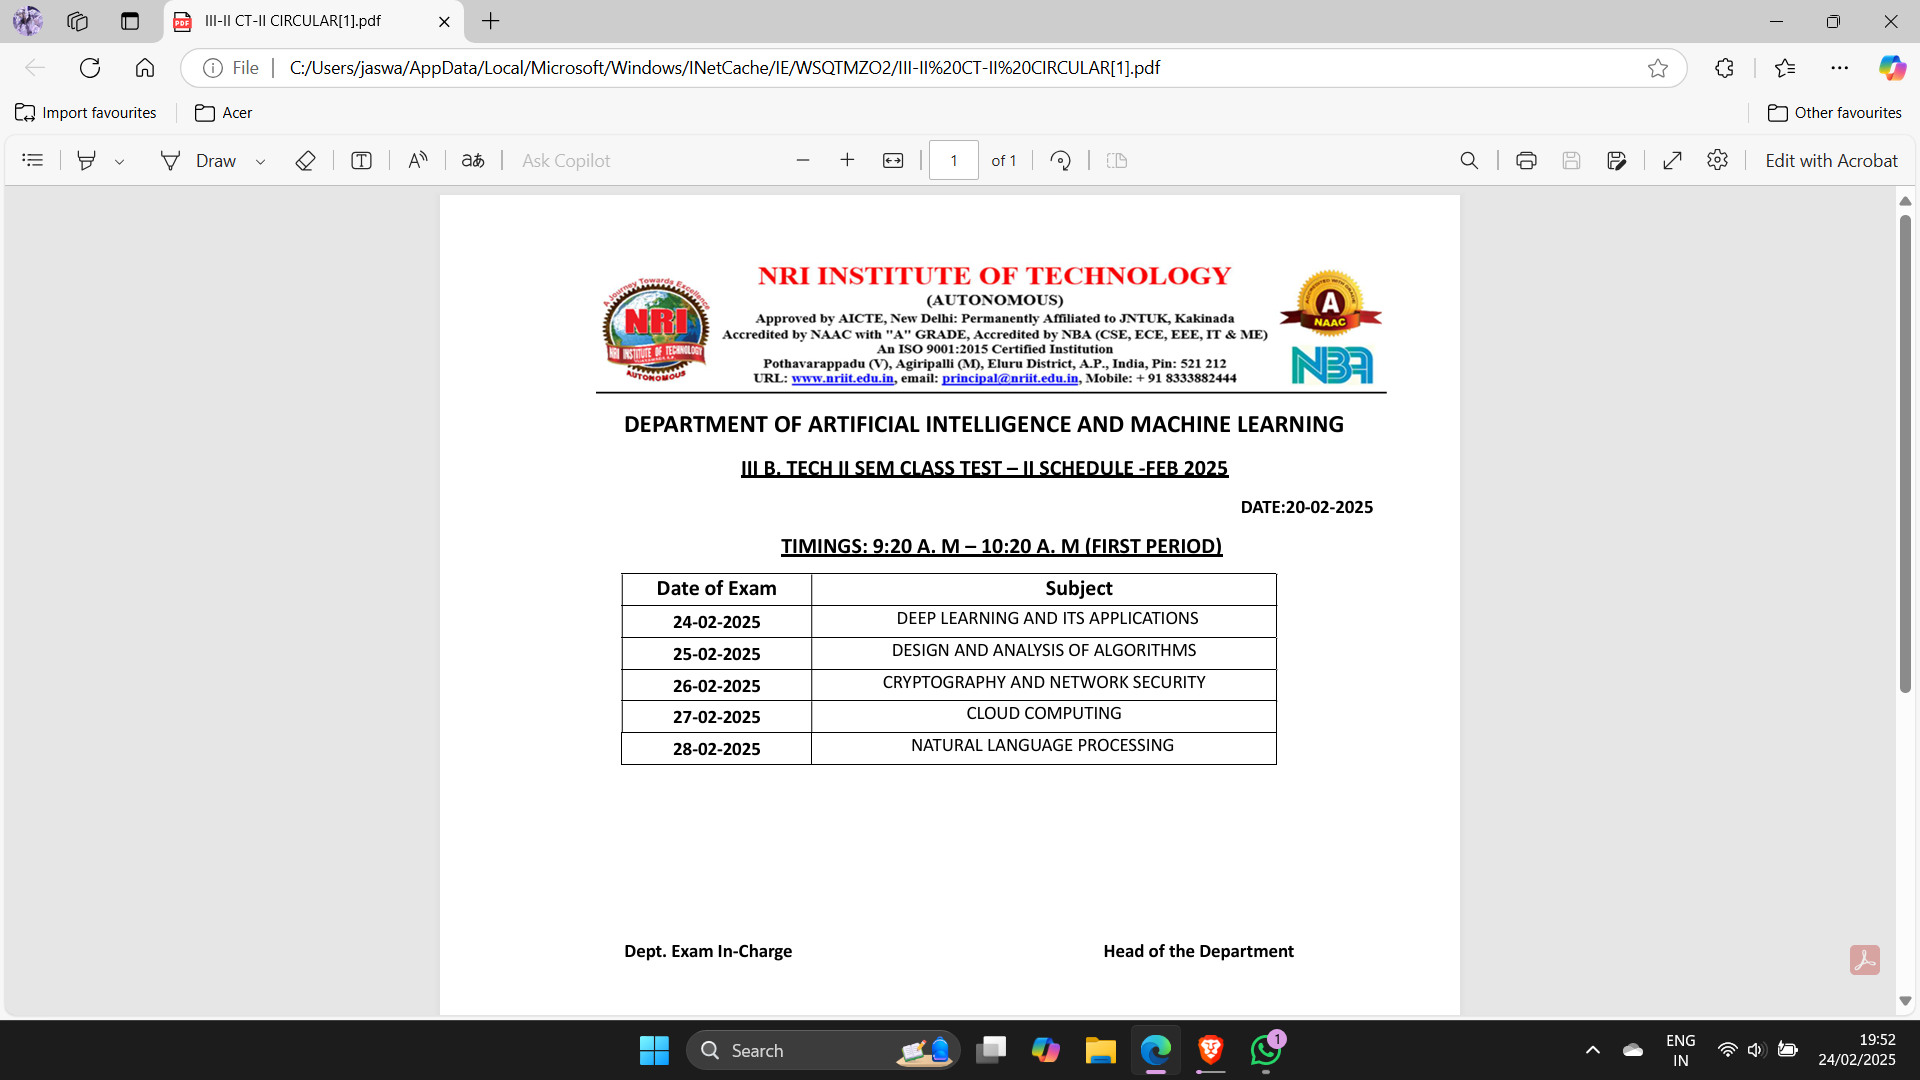 III-II CT-II CIRCULAR[1].pdf
File
C:/Users/jaswa/AppData/Local/Microsoft/Windows/INetCache/IE/WSQTMZO2/III-II%20CT-II%20CIRCULAR[1].pdf
Import favourites
Acer
Other favourites
Draw
Ask Copilot
1 of 1
Edit with Acrobat
A Journey Towards Excellence
NRI
NRI INSTITUTE OF TECHNOLOGY
AUTONOMOUS
NRI INSTITUTE OF TECHNOLOGY
(AUTONOMOUS)
Approved by AICTE, New Delhi: Permanently Affiliated to JNTUK, Kakinada
Accredited by NAAC with "A" GRADE, Accredited by NBA (CSE, ECE, EEE, IT & ME)
An ISO 9001:2015 Certified Institution
Pothavarappadu (V), Agiripalli (M), Eluru District, A.P., India, Pin: 521 212
URL: www.nriit.edu.in, email: principal@nriit.edu.in, Mobile: + 91 8333882444
A
NAAC
NBA
DEPARTMENT OF ARTIFICIAL INTELLIGENCE AND MACHINE LEARNING
III B. TECH II SEM CLASS TEST – II SCHEDULE -FEB 2025
DATE:20-02-2025
TIMINGS: 9:20 A. M – 10:20 A. M (FIRST PERIOD)
Date of Exam Subject
24-02-2025 DEEP LEARNING AND ITS APPLICATIONS
25-02-2025 DESIGN AND ANALYSIS OF ALGORITHMS
26-02-2025 CRYPTOGRAPHY AND NETWORK SECURITY
27-02-2025 CLOUD COMPUTING
28-02-2025 NATURAL LANGUAGE PROCESSING
Dept. Exam In-Charge Head of the Department
Search
1
ENG
IN
19:52
24/02/2025